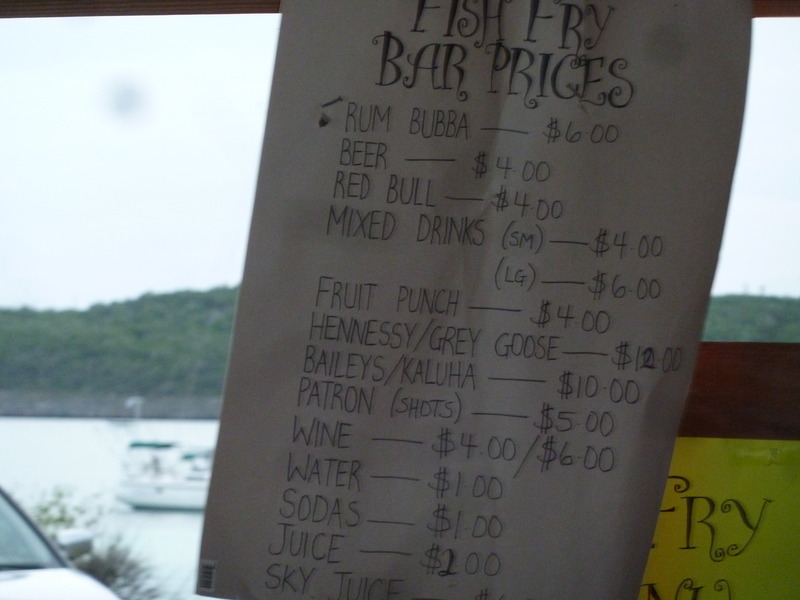 FISH FRY
BAR PRICES
RUM BUBBA — $6.00
BEER — $4.00
RED BULL — $4.00
MIXED DRINKS (SM) — $4.00
(LG) — $6.00
FRUIT PUNCH — $4.00
HENNESSY/GREY GOOSE — $12.00
BAILEYS/KALUHA — $10.00
PATRON (SHOTS) — $5.00
WINE — $4.00/$6.00
WATER — $1.00
SODAS — $1.00
JUICE — $2.00
SKY JUICE
FRY